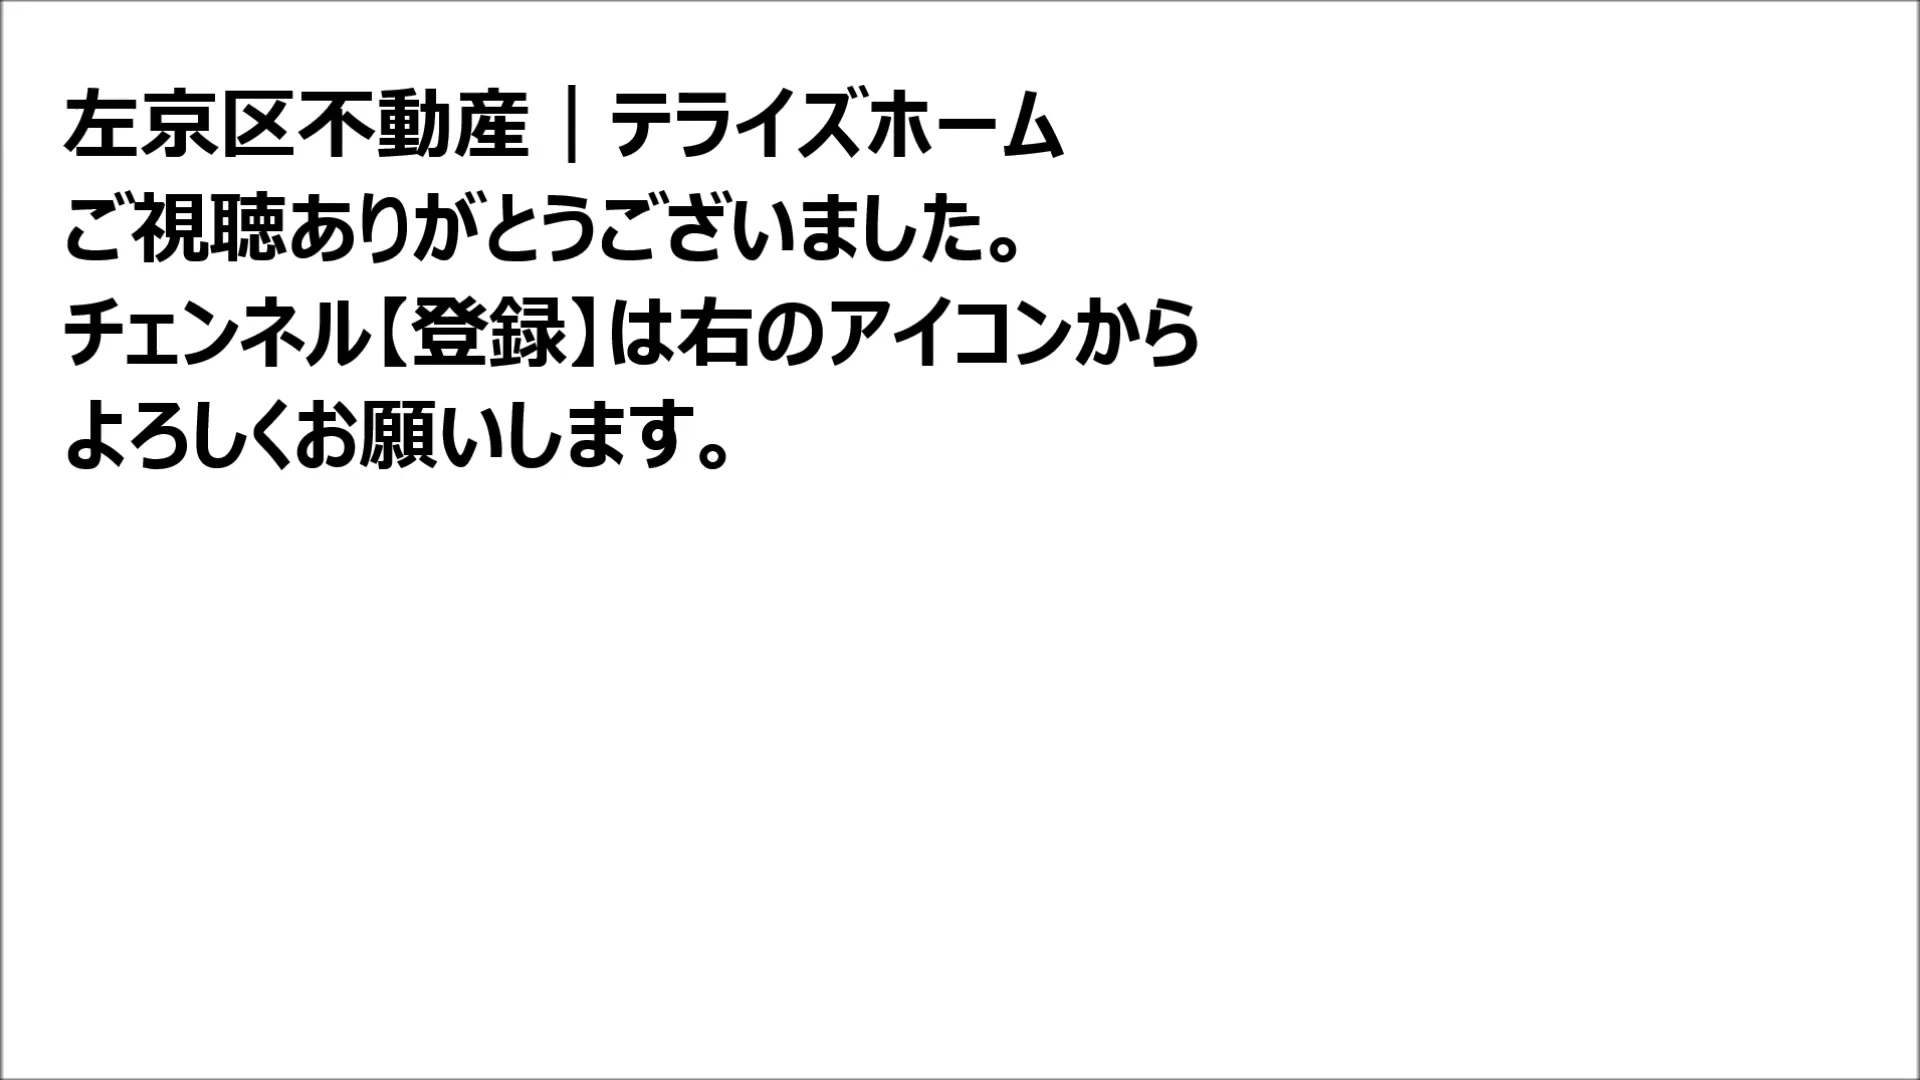 左京区不動産｜テライズホーム
ご視聴ありがとうございました。
チェンネル【登録】は右のアイコンから
よろしくお願いします。